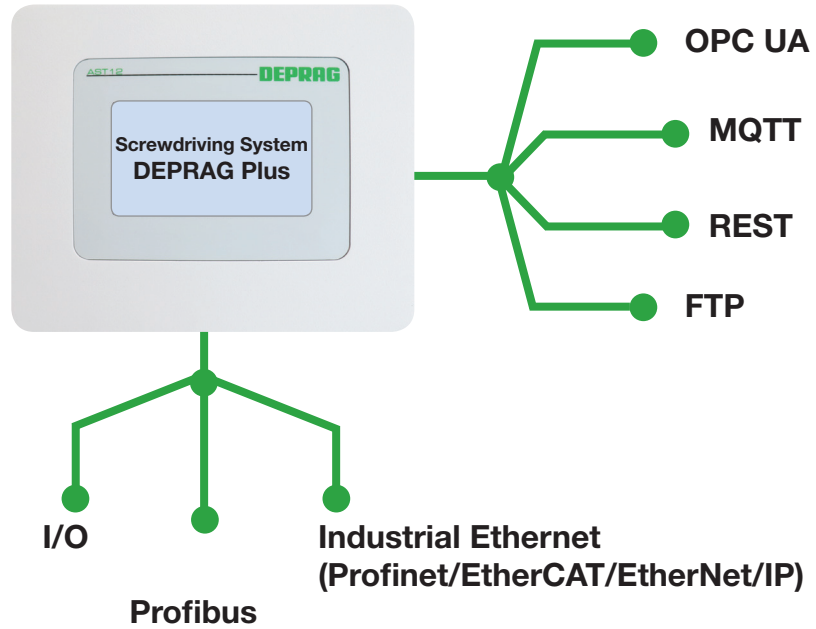 AST12
DEPRAG
Screwdriving System
DEPRAG Plus
OPC UA
MQTT
REST
FTP
I/O
Industrial Ethernet
(Profinet/EtherCAT/EtherNet/IP)
Profibus